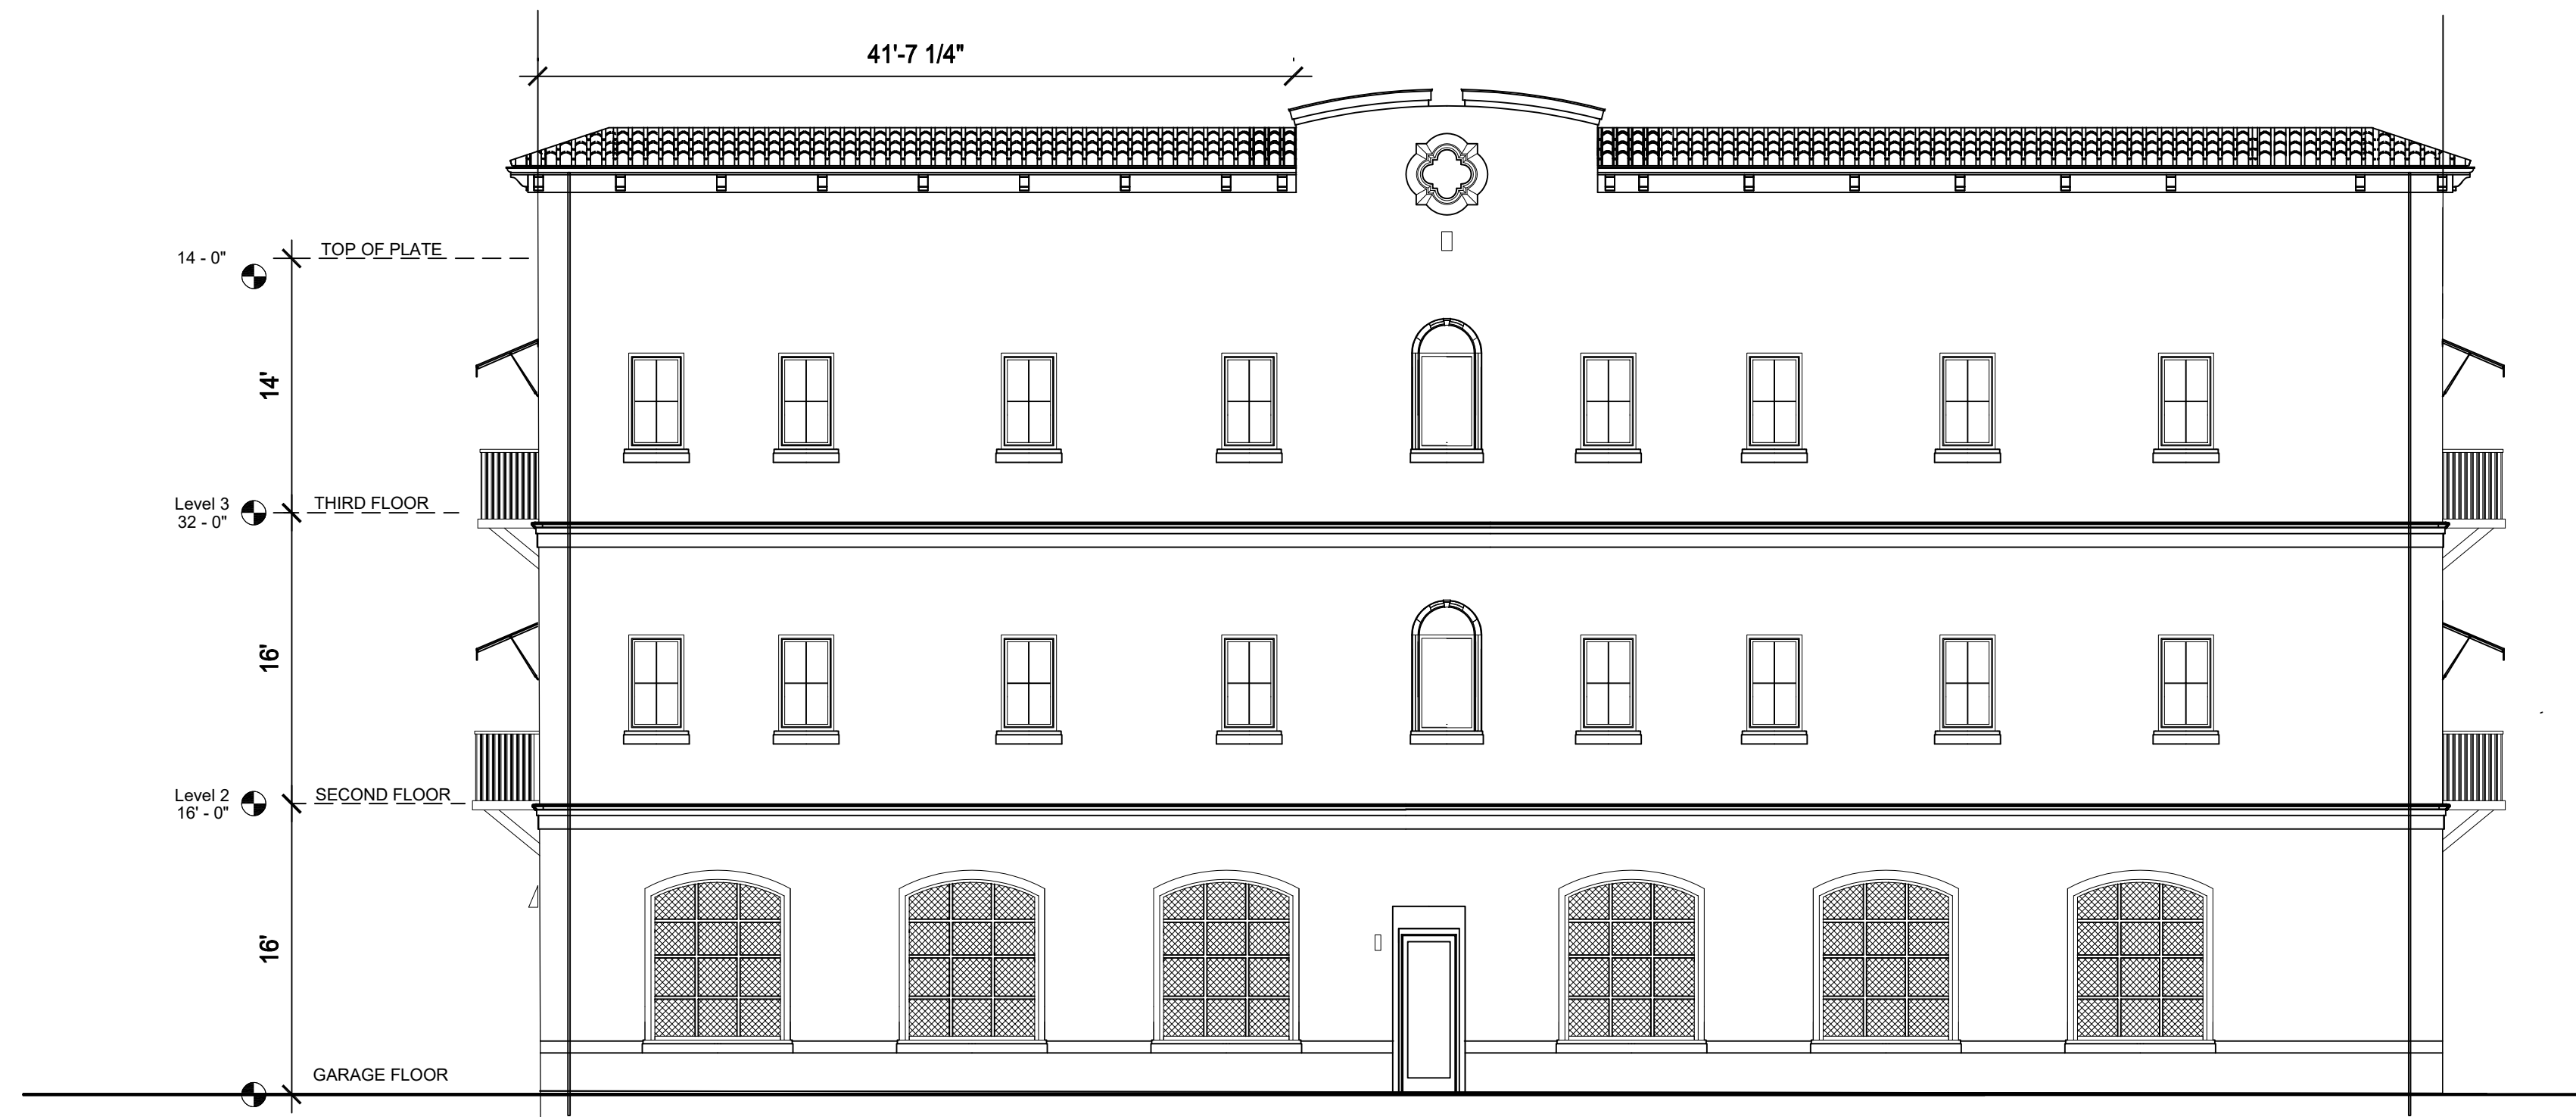 41'-7 1/4"
TOP OF PLATE
14 - 0"
14'
Level 3
32 - 0"
THIRD FLOOR
16'
Level 2
16' - 0"
SECOND FLOOR
16'
GARAGE FLOOR